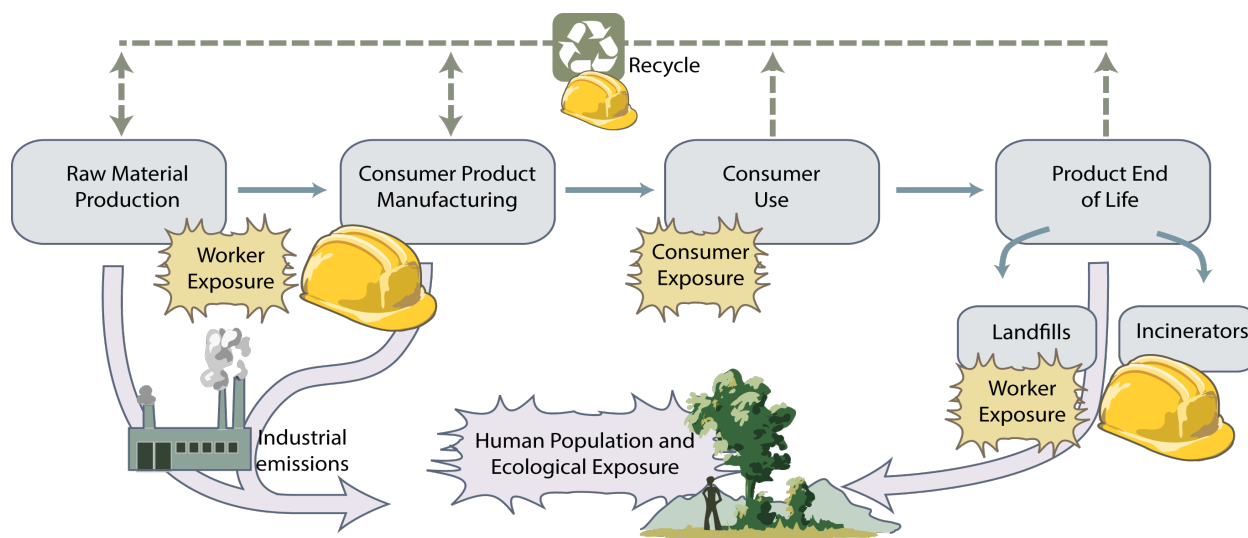 Recycle
Raw Material
Production
Consumer Product
Manufacturing
Consumer
Use
Product End
of Life
Worker
Exposure
Consumer
Exposure
Landfills
Incinerators
Worker
Exposure
Industrial
emissions
Human Population and
Ecological Exposure